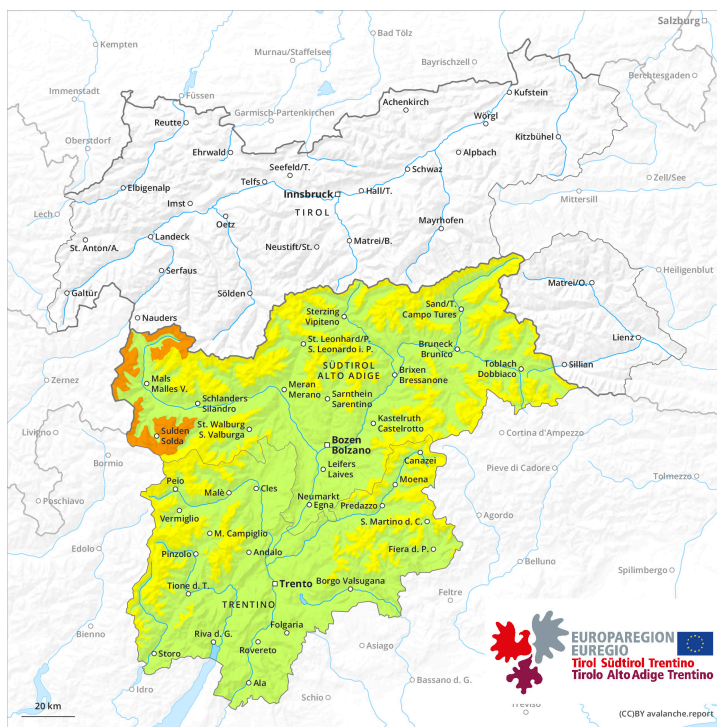 Salzburg
Kempten
Bad Tölz
Murnau/Staffelsee
Bayrischzell
Berchtesgaden
Immenstadt
Füssen
Garmisch-Partenkirchen
Achenkirch
Kufstein
Oberstdorf
Reutte
Wörgl
Kitzbühel
Ehrwald
Alpbach
Seefeld/T.
Telfs
Schwaz
Zell/See
Elbigenalp
Innsbruck
Hall/T.
Mittersill
Imst
TIROL
Lech
Oetz
Mayrhofen
St. Anton/A.
Landeck
Neustift/St.
Matrei/B.
Serfaus
Heiligenblut
Galtür
Sölden
Matrei/O.
Nauders
Sterzing
Vipiteno
Sand/T.
Campo Tures
Lienz
St. Leonhard/P.
S. Leonardo i. P.
Bruneck
Brunico
Sillian
SÜDTIROL
ALTO ADIGE
Brixen
Bressanone
Toblach
Dobbiaco
Zernez
Mals
Malles V.
Meran
Merano
Schlanders
Silandro
Sarnthein
Sarentino
St. Walburg
S. Valburga
Kastelruth
Castelrotto
Livigno
Sulden
Solda
Cortina d'Ampezzo
Bozen
Bolzano
Bormio
Canazei
Pieve di Cadore
Leifers
Laives
Tolmezzo
Poschiavo
Peio
Malè
Cles
Moena
Neumarkt
Egna
Predazzo
Vermiglio
S. Martino d. C.
Agordo
M. Campiglio
Edolo
Pinzolo
Andalo
Fiera d. P.
Belluno
Spilimbergo
Tione d. T.
Trento
Borgo Valsugana
Feltre
TRENTINO
Folgaria
Bienno
Riva d. G.
Storo
Rovereto
Asiago
Idro
Ala
Schio
Bassano d. G.
Treviso
EUROPAREGION
EUREGIO
Tirol Südtirol Trentino
Tirolo Alto Adige Trentino
20 km
(CC)BY avalanche.report